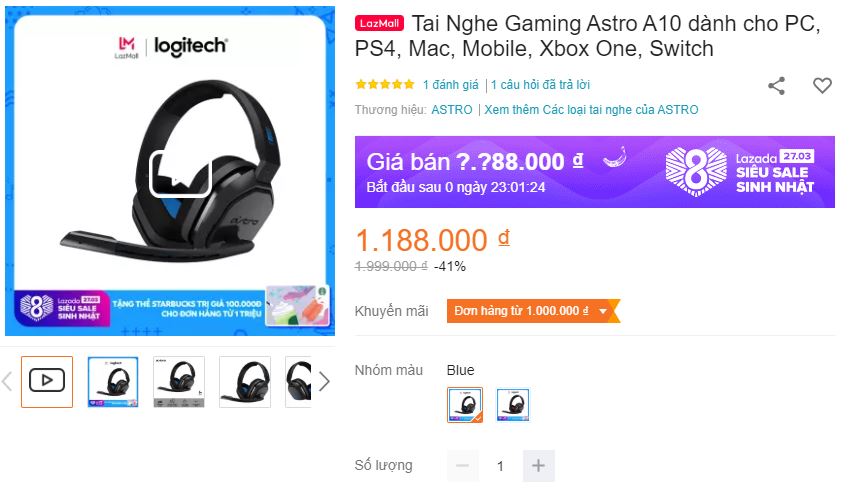 LazMall
logitech
LazMall Tai Nghe Gaming Astro A10 dành cho PC,
PS4, Mac, Mobile, Xbox One, Switch
1 đánh giá | 1 câu hỏi đã trả lời
Thương hiệu: ASTRO | Xem thêm Các loại tai nghe của ASTRO
Giá bán ?.?88.000 ₫
Bắt đầu sau 0 ngày 23:01:24
8
Lazada 27.03
SIÊU SALE
SINH NHẬT
ASTRO
1.188.000 ₫
1.999.000 ₫ -41%
8
Lazada 27.03
SIÊU SALE
SINH NHẬT
TẶNG THẺ STARBUCKS TRỊ GIÁ 100.000Đ
CHO ĐƠN HÀNG TỪ 1 TRIỆU
Khuyến mãi Đơn hàng từ 1.000.000 ₫
logitech
Nhóm màu Blue
Số lượng − 1 +